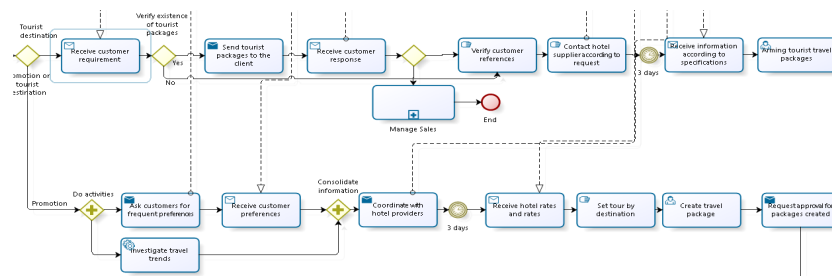 Tourist
destination
Verify existence
of tourist
packages
Receive customer
requirement
Yes
No
Send tourist
packages to the
client
Receive customer
response
Verify customer
references
Contact hotel
supplier according to
request
3 days
Receive information
according to
specifications
Arming tourist travel
packages
omotion or
tourist
estination
Manage Sales
End
Promotion
Do activities
Ask customers for
frequent preferences
Receive customer
preferences
Consolidate
information
Coordinate with
hotel providers
3 days
Receive hotel rates
and rates
Set tour by
destination
Create travel
package
Request approval for
packages created
Investigate travel
trends